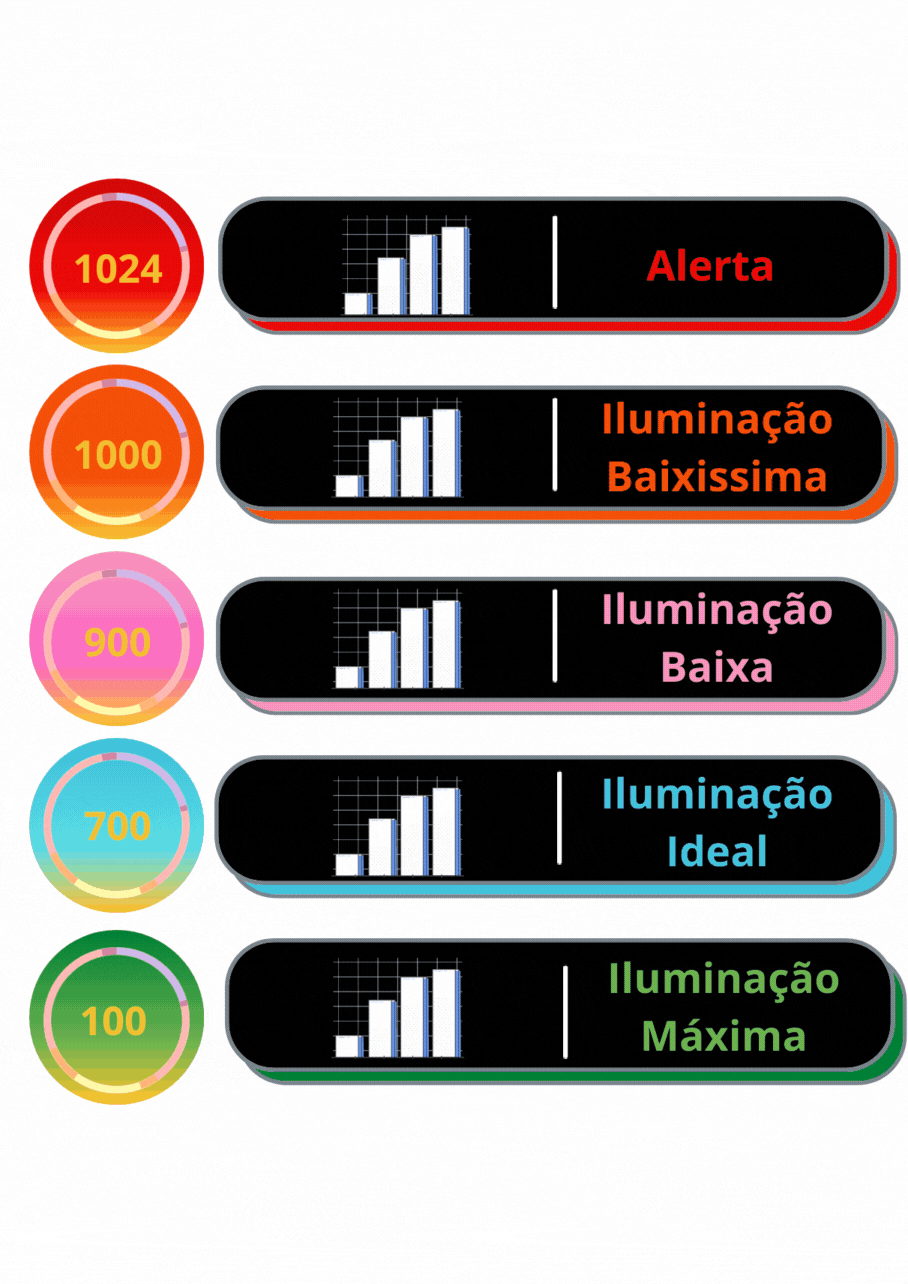 1024
Alerta
1000
Iluminação
Baixissima
900
Iluminação
Baixa
700
Iluminação
Ideal
100
Iluminação
Máxima